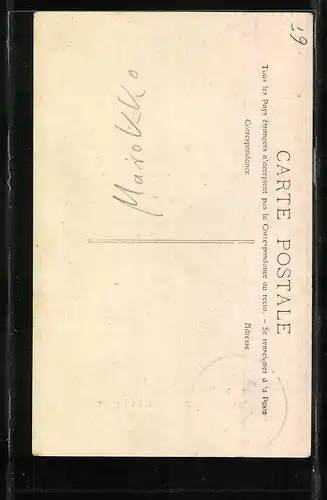 CARTE POSTALE
Tous les Pays étrangers n'acceptent pas la Correspondance au recto. – Se renseigner à la Poste
Correspondance
Adresse
Marokko